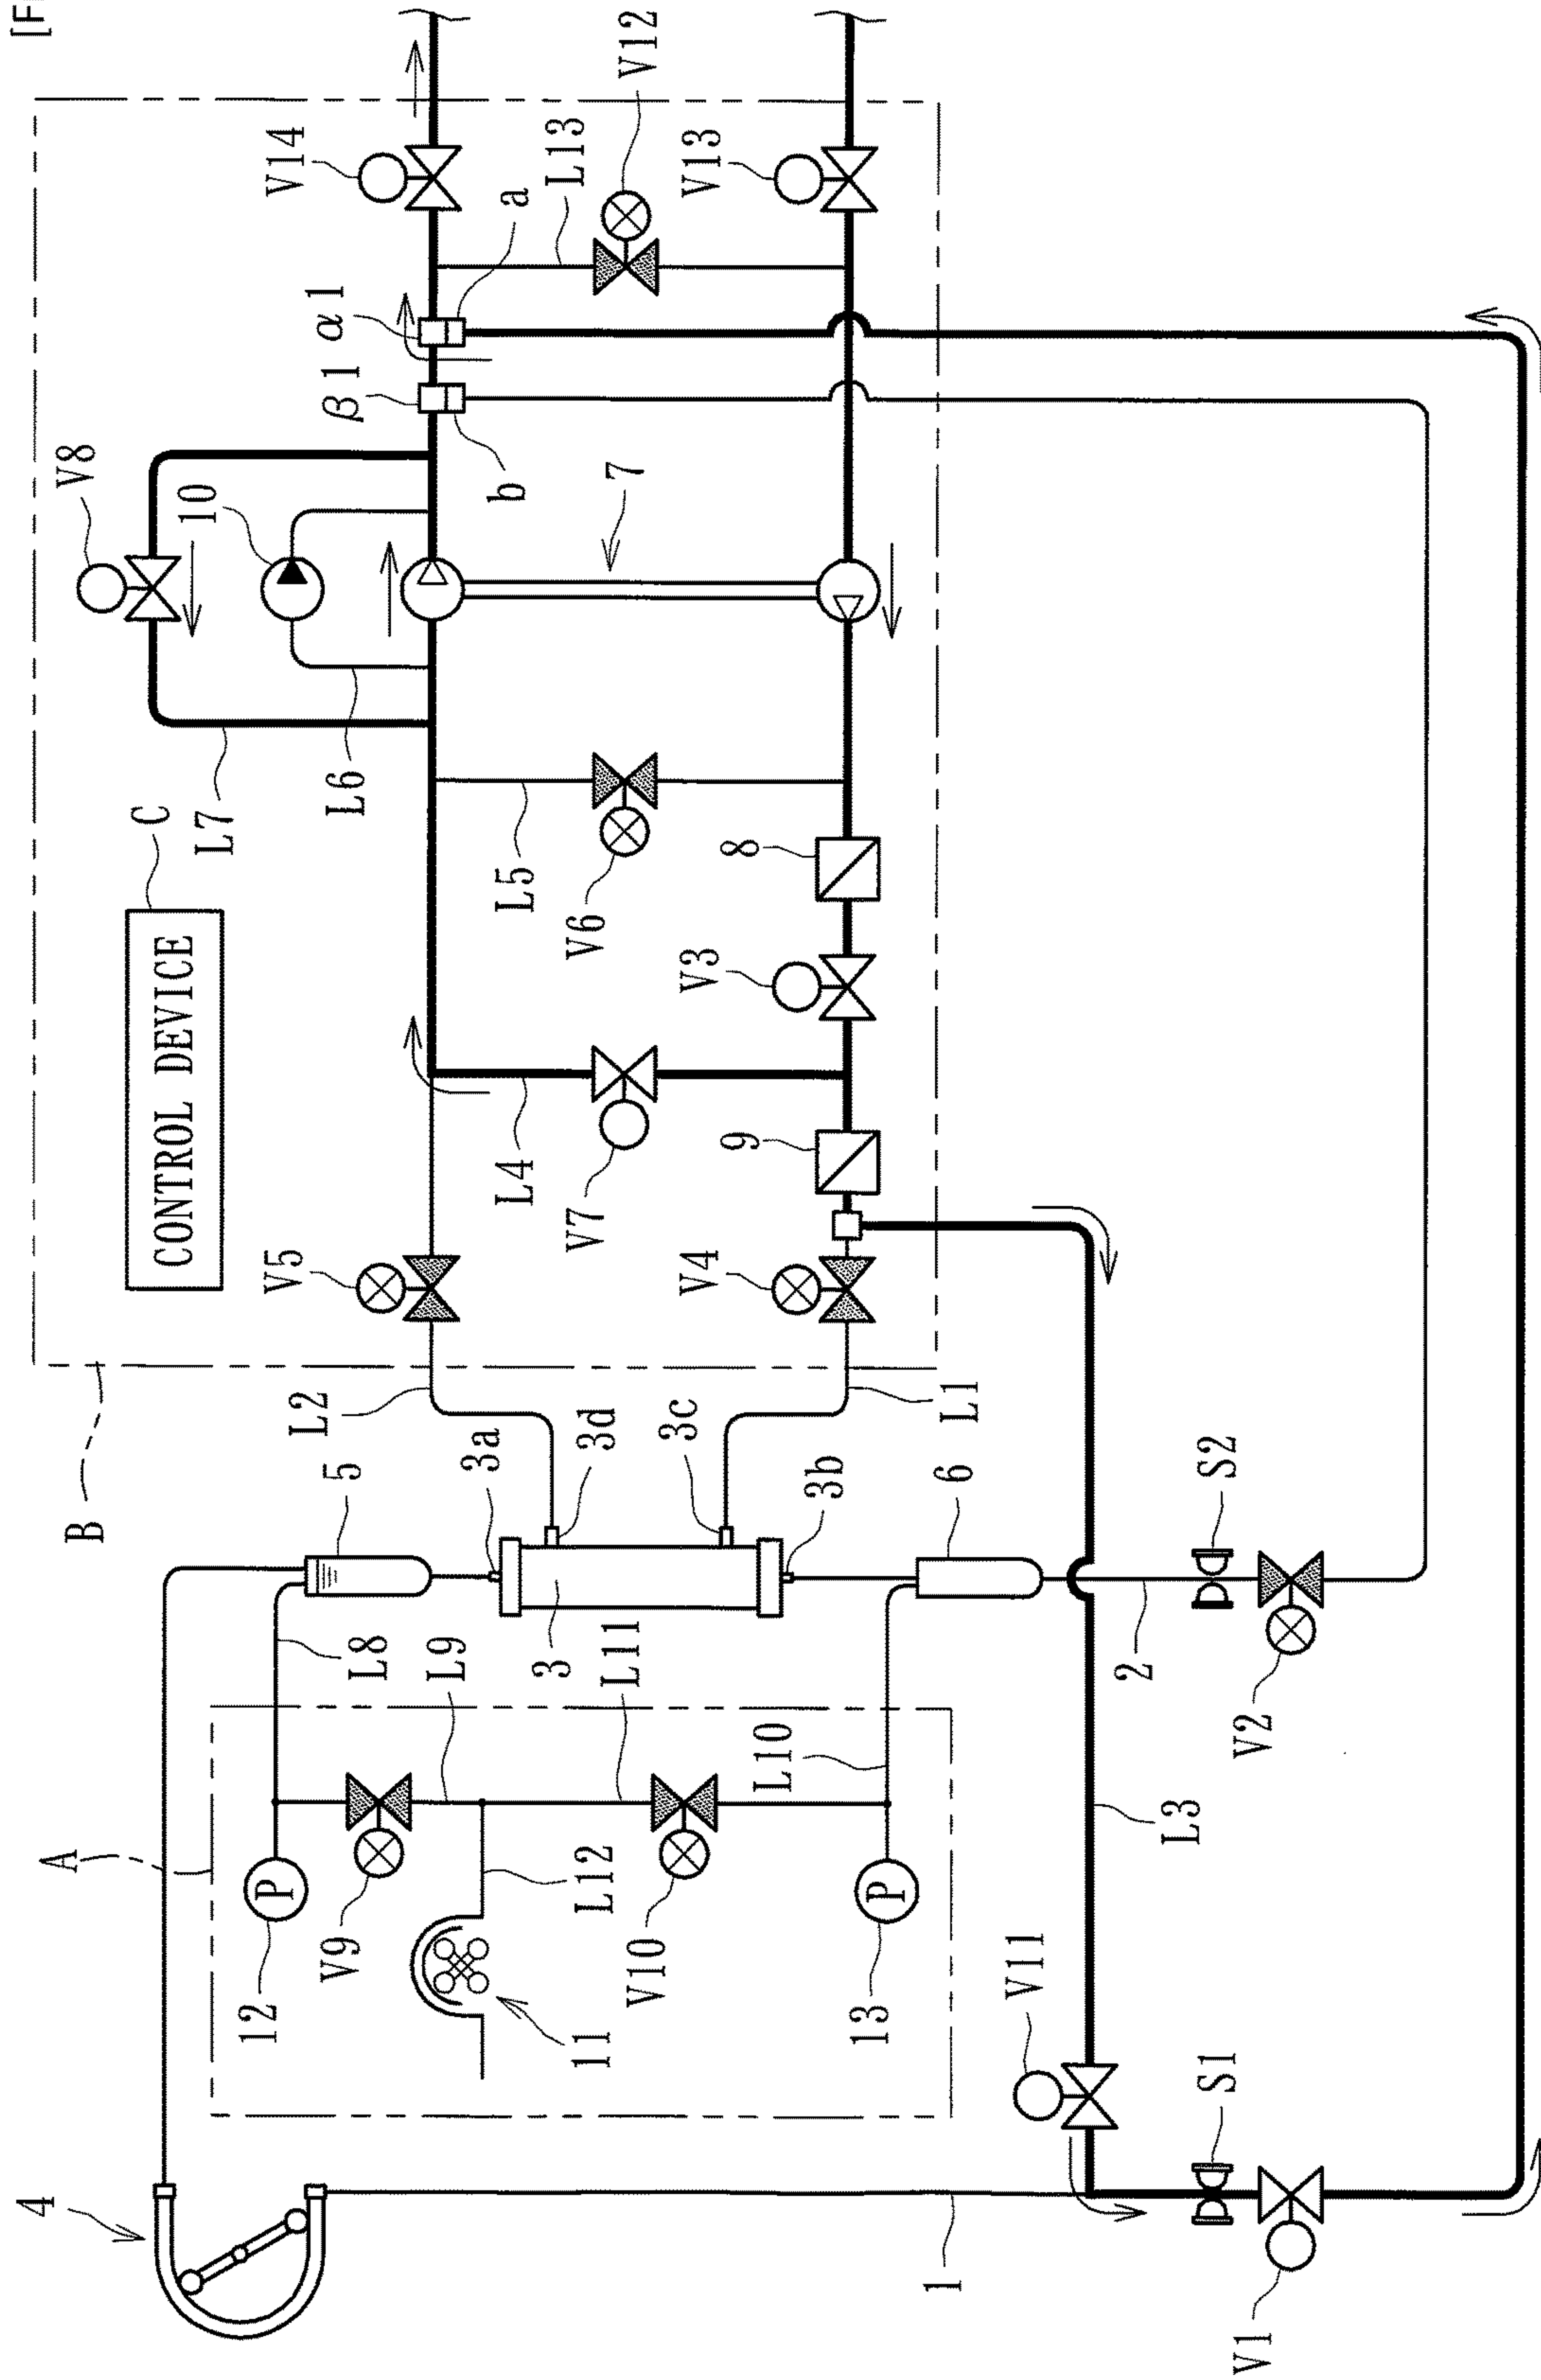 [F
4
A
B
12
V9
11
V10
13
L8
L9
L12
L11
L10
5
3a
3
3d
3c
3b
6
L2
L1
V5
V4
CONTROL DEVICE
C
L7
L6
L5
L4
V7
V6
V3
9
8
7
V8
10
β1
α1
b
a
V14
L13
V12
V13
V11
L3
2
S2
V2
S1
V1
1
P
P